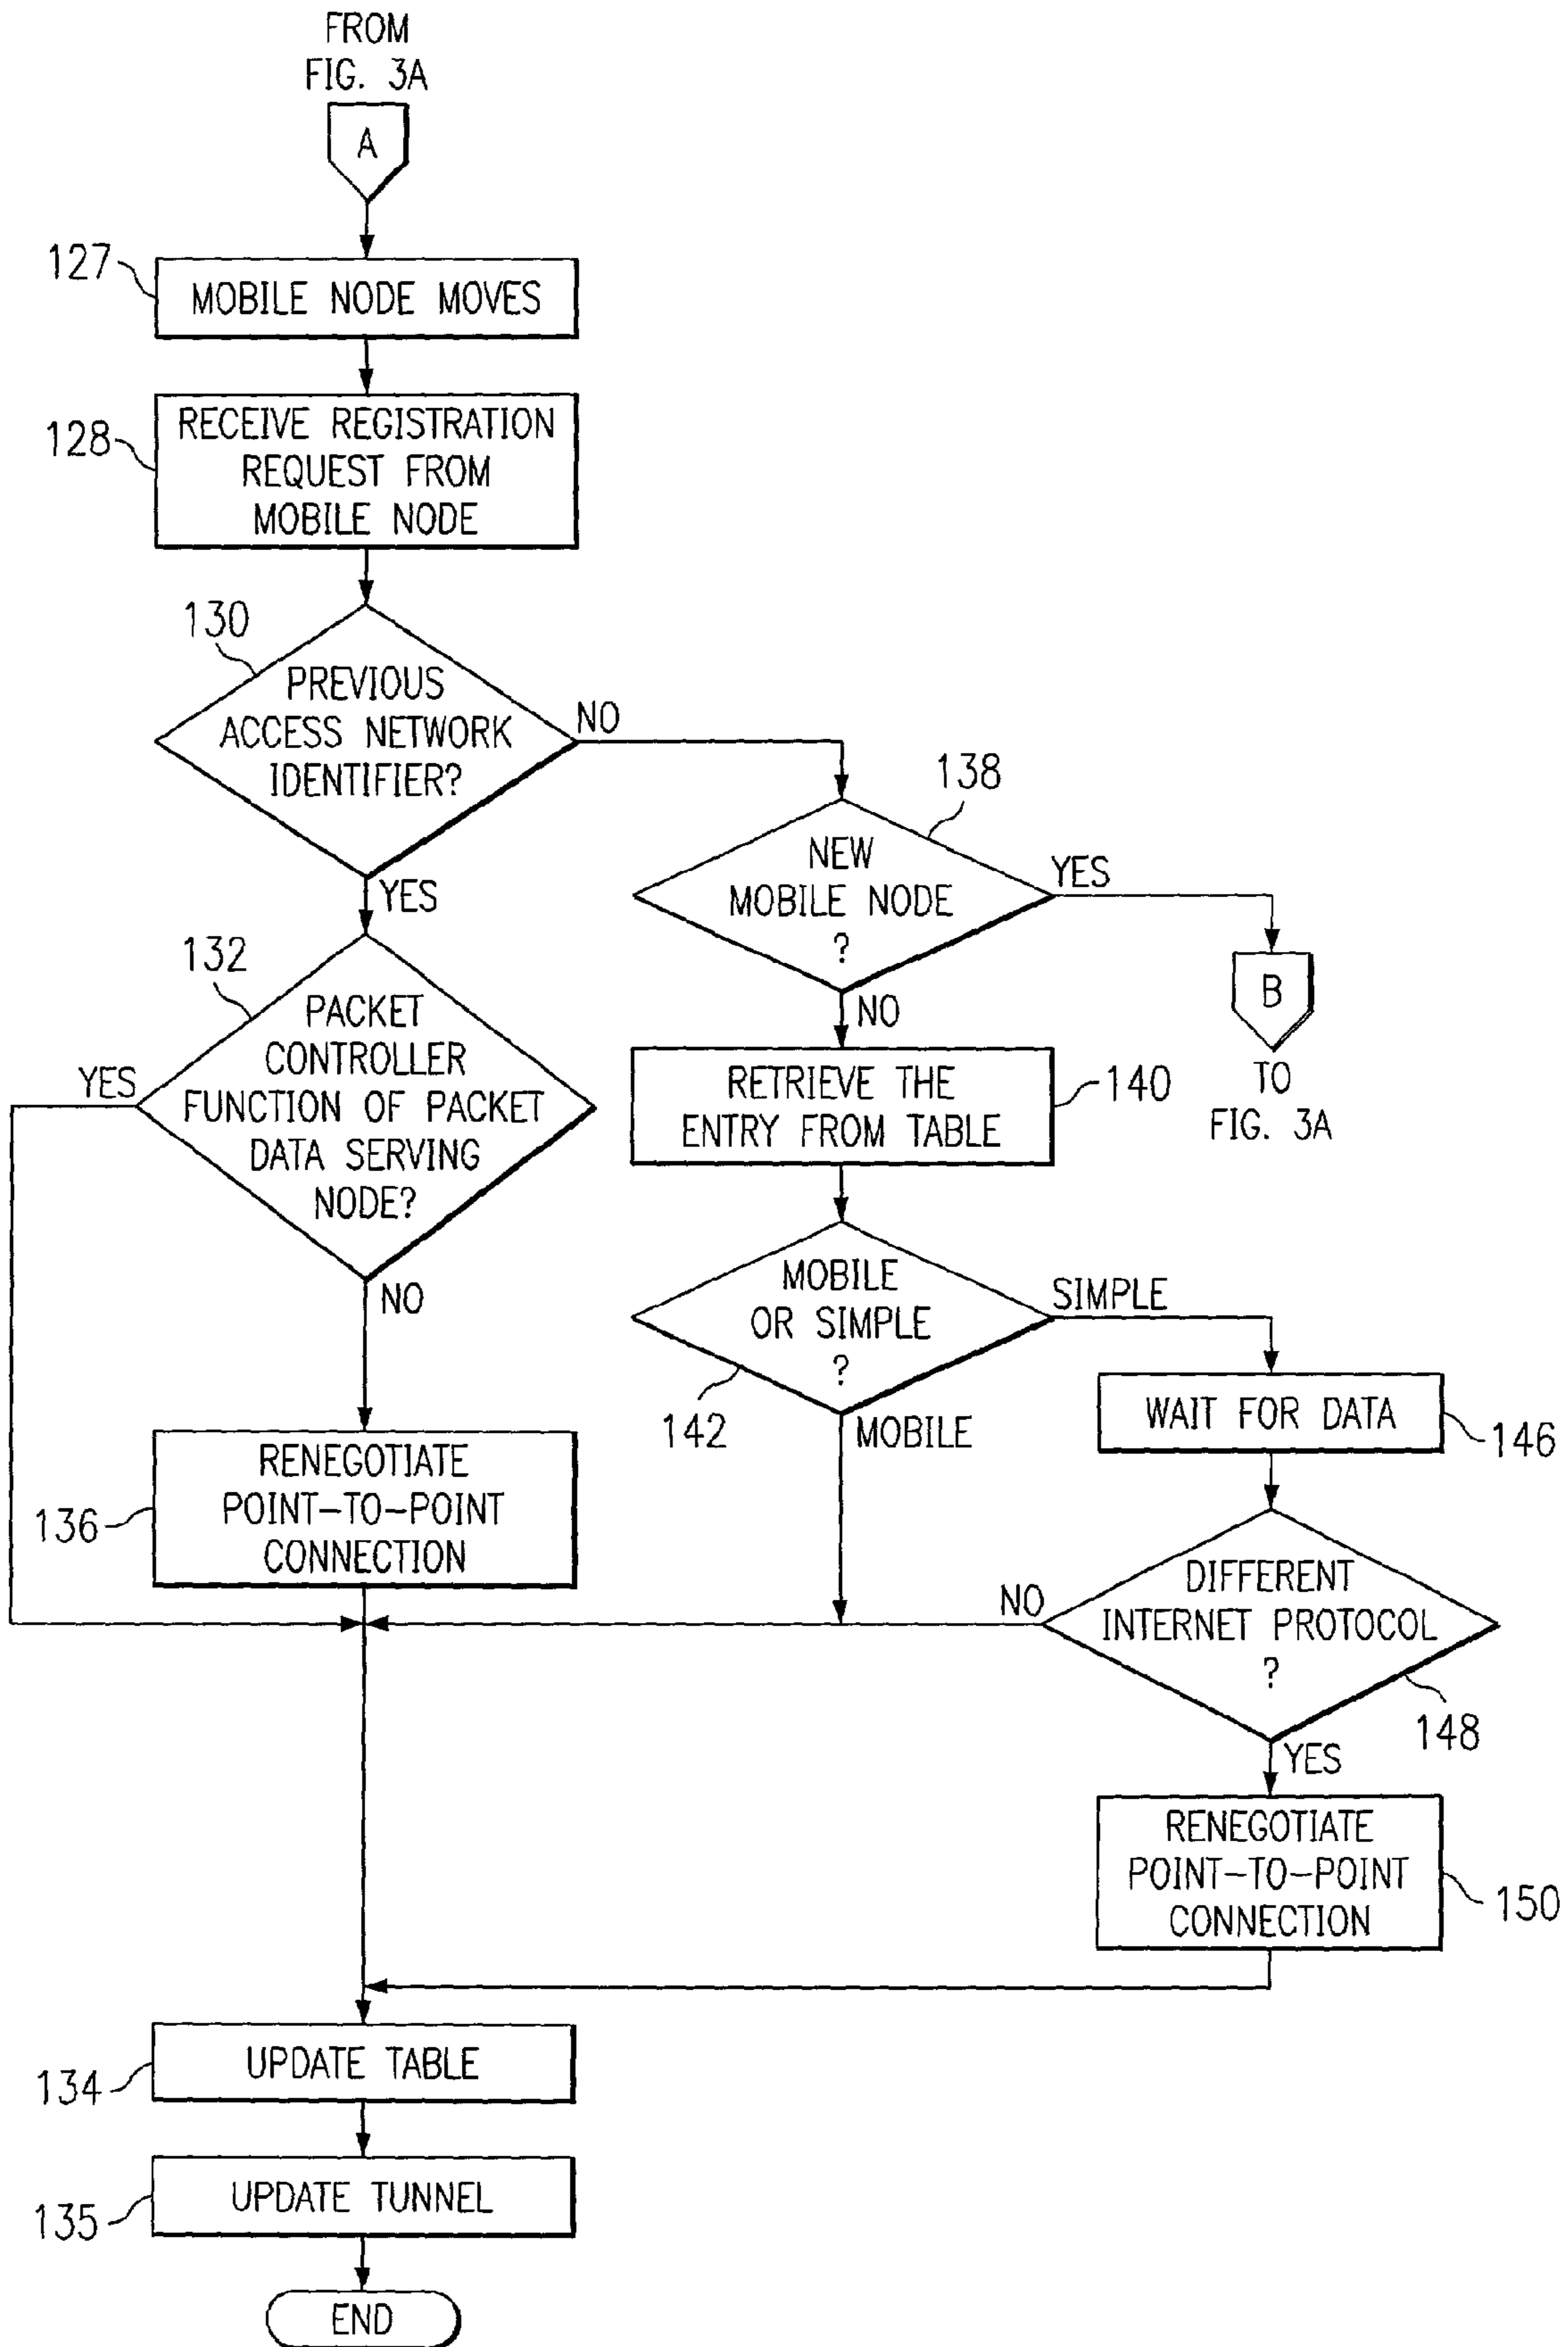 FROM
FIG. 3A
A
127
MOBILE NODE MOVES
128
RECEIVE REGISTRATION
REQUEST FROM
MOBILE NODE
130
PREVIOUS
ACCESS NETWORK
IDENTIFIER?
NO
YES
138
NEW
MOBILE NODE
?
YES
NO
B
TO
FIG. 3A
132
PACKET
CONTROLLER
FUNCTION OF PACKET
DATA SERVING
NODE?
YES
NO
RETRIEVE THE
ENTRY FROM TABLE
140
MOBILE
OR SIMPLE
?
SIMPLE
142
MOBILE
WAIT FOR DATA
146
136
RENEGOTIATE
POINT-TO-POINT
CONNECTION
NO
DIFFERENT
INTERNET PROTOCOL
?
148
YES
RENEGOTIATE
POINT-TO-POINT
CONNECTION
150
134
UPDATE TABLE
135
UPDATE TUNNEL
END